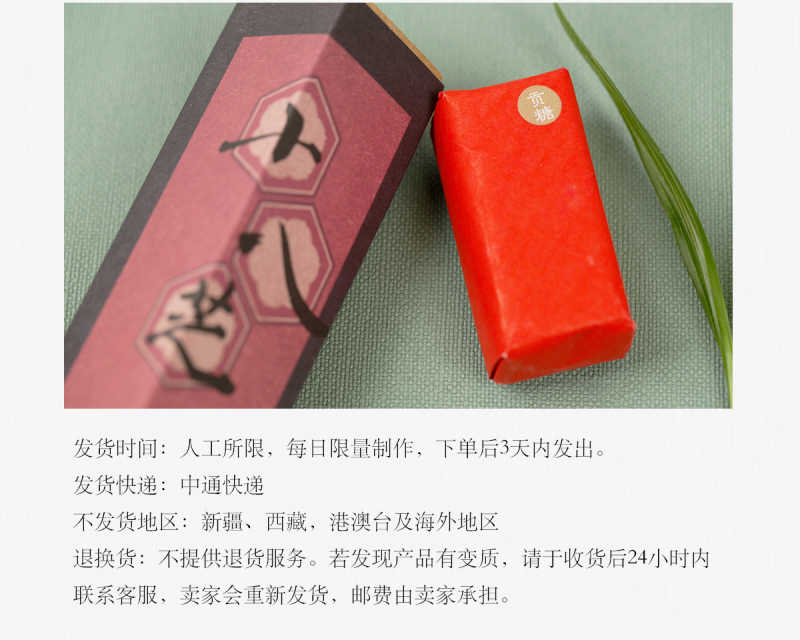 贡
糖
十
八
发货时间：人工所限，每日限量制作，下单后3天内发出。
发货快递：中通快递
不发货地区：新疆、西藏，港澳台及海外地区
退换货：不提供退货服务。若发现产品有变质，请于收货后24小时内
联系客服，卖家会重新发货，邮费由卖家承担。